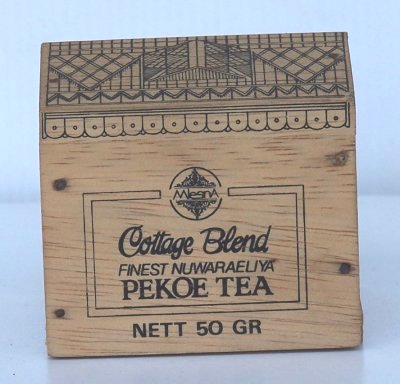 Mlesna
Cottage Blend
FINEST NUWARAELIYA
PEKOE TEA
NETT 50 GR